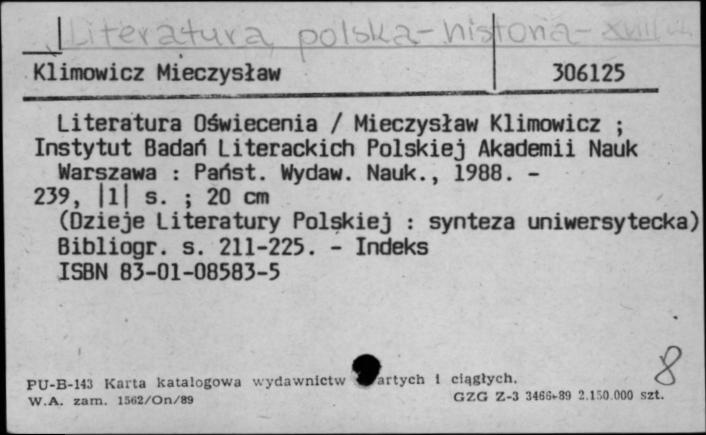 Literatura polska - historia - XVIII w.
Klimowicz Mieczysław 306125
Literatura Oświecenia / Mieczysław Klimowicz ;
Instytut Badań Literackich Polskiej Akademii Nauk
Warszawa : Państ. Wydaw. Nauk., 1988. -
239, |1| s. ; 20 cm
(Dzieje Literatury Polskiej : synteza uniwersytecka)
Bibliogr. s. 211-225. - Indeks
ISBN 83-01-08583-5
8
PU-B-143 Karta katalogowa wydawnictw artych i ciągłych.
W.A. zam. 1562/On/89 GZG Z-3 3466-89 2.150.000 szt.